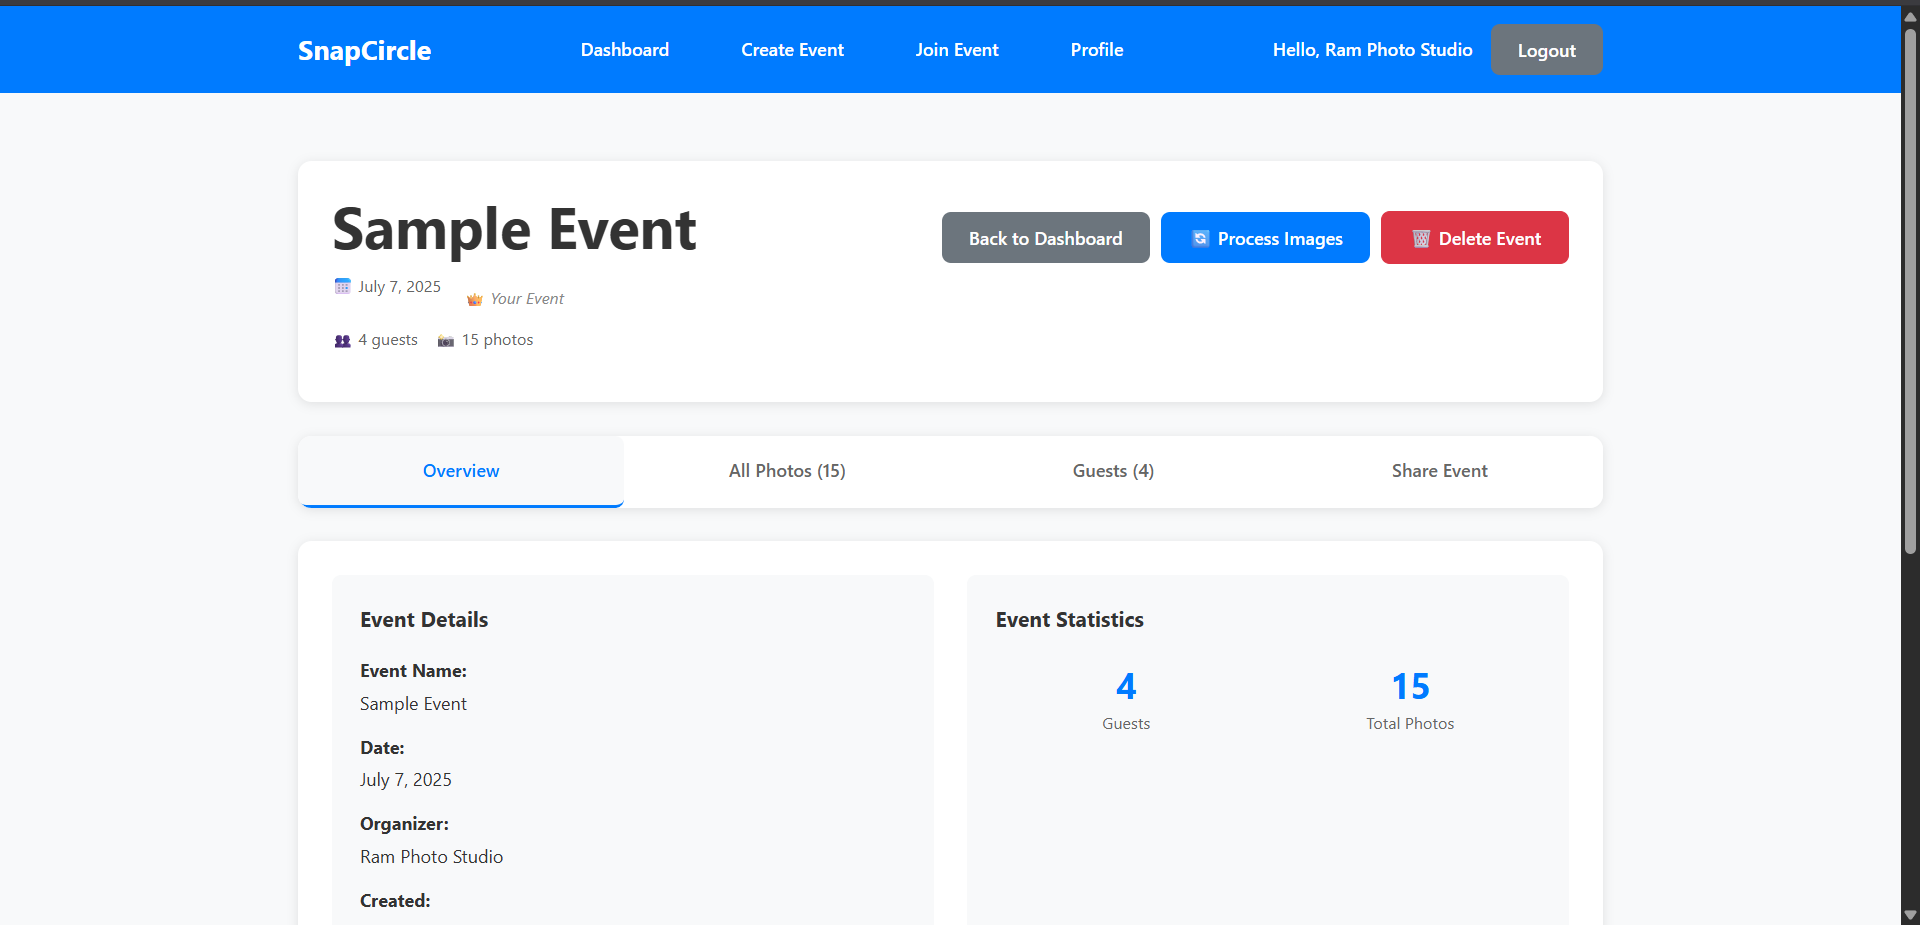 SnapCircle Dashboard Create Event Join Event Profile Hello, Ram Photo Studio Logout
Sample Event
Back to Dashboard Process Images Delete Event
July 7, 2025 Your Event
4 guests 15 photos
Overview All Photos (15) Guests (4) Share Event
Event Details
Event Name:
Sample Event
Date:
July 7, 2025
Organizer:
Ram Photo Studio
Created:
Event Statistics
4
Guests
15
Total Photos